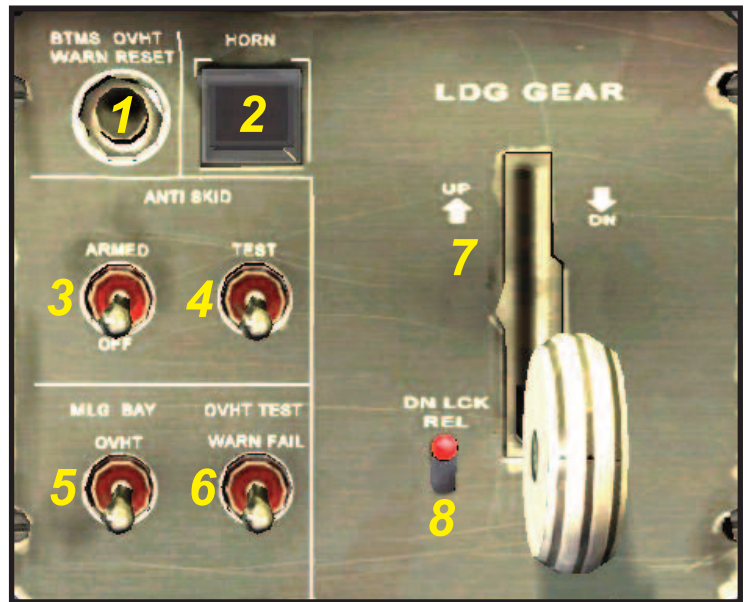 BTMS OVHT
WARN RESET
HORN
1
2
LDG GEAR
ANTI SKID
UP
DN
ARMED
TEST
3
4
7
OFF
MLG BAY
OVHT TEST
DN LCK
REL
OVHT
WARN FAIL
5
6
8